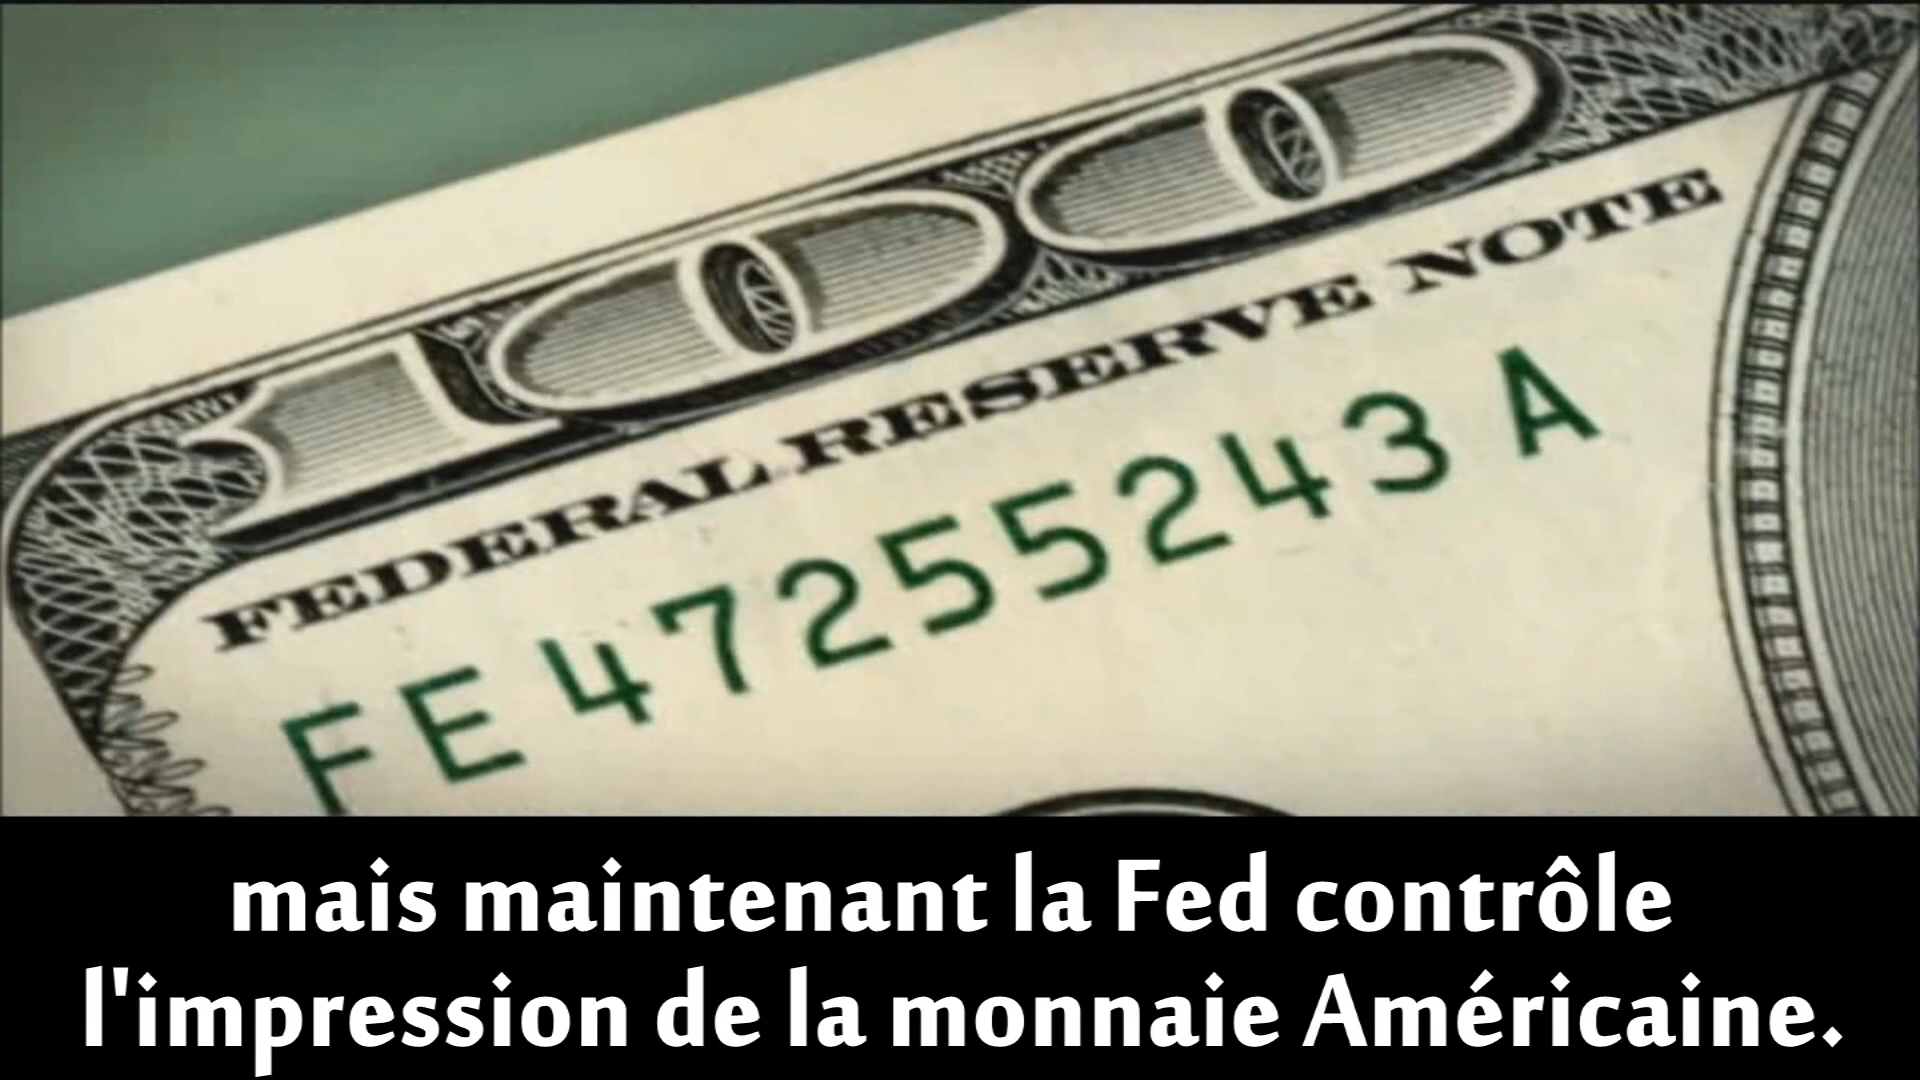 100
FEDERAL RESERVE NOTE
FE 47255243 A
mais maintenant la Fed contrôle
l'impression de la monnaie Américaine.